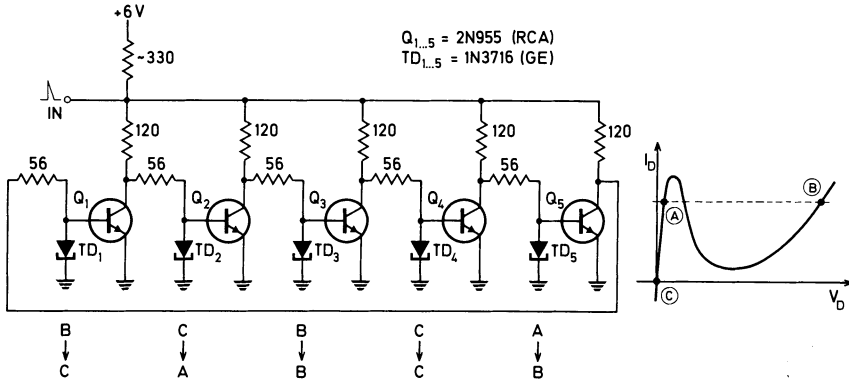 +6 V
~330
Q1...5 = 2N955 (RCA)
TD1...5 = 1N3716 (GE)
IN
120 120 120 120 120
56 56 56 56 56
Q1 Q2 Q3 Q4 Q5
TD1 TD2 TD3 TD4 TD5
ID
A
B
C
VD
B C B C A
C A B C B